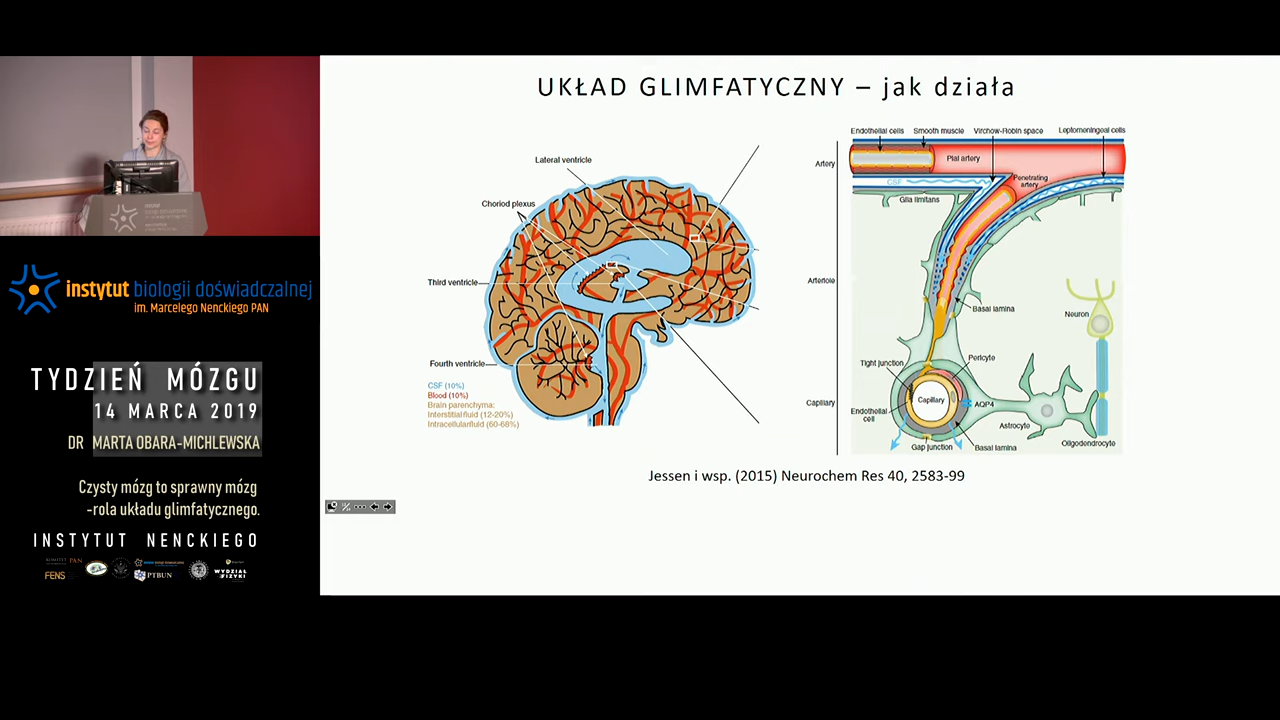 UKŁAD GLIMFATYCZNY – jak działa
Lateral ventricle
Choriod plexus
Third ventricle
Fourth ventricle
CSF (10%)
Blood (10%)
Brain parenchyma:
Interstitial fluid (12-20%)
Intracellular fluid (60-68%)
Endothelial cells
Smooth muscle
Virchow-Robin space
Leptomeningeal cells
Artery
Pial artery
CSF
Penetrating
artery
Glia limitans
Arteriole
Basal lamina
Neuron
Tight junction
Pericyte
Capillary
Capillary
AQP4
Endothelial
cell
Astrocyte
Gap junction
Basal lamina
Oligodendrocyte
Jessen i wsp. (2015) Neurochem Res 40, 2583-99
instytut biologii doświadczalnej
im. Marcelego Nenckiego PAN
TYDZIEŃ MÓZGU
14 MARCA 2019
DR MARTA OBARA-MICHLEWSKA
Czysty mózg to sprawny mózg
-rola układu glimfatycznego.
INSTYTUT NENCKIEGO
FENS
PTBUN
WYDZIAŁ
FIZYKI